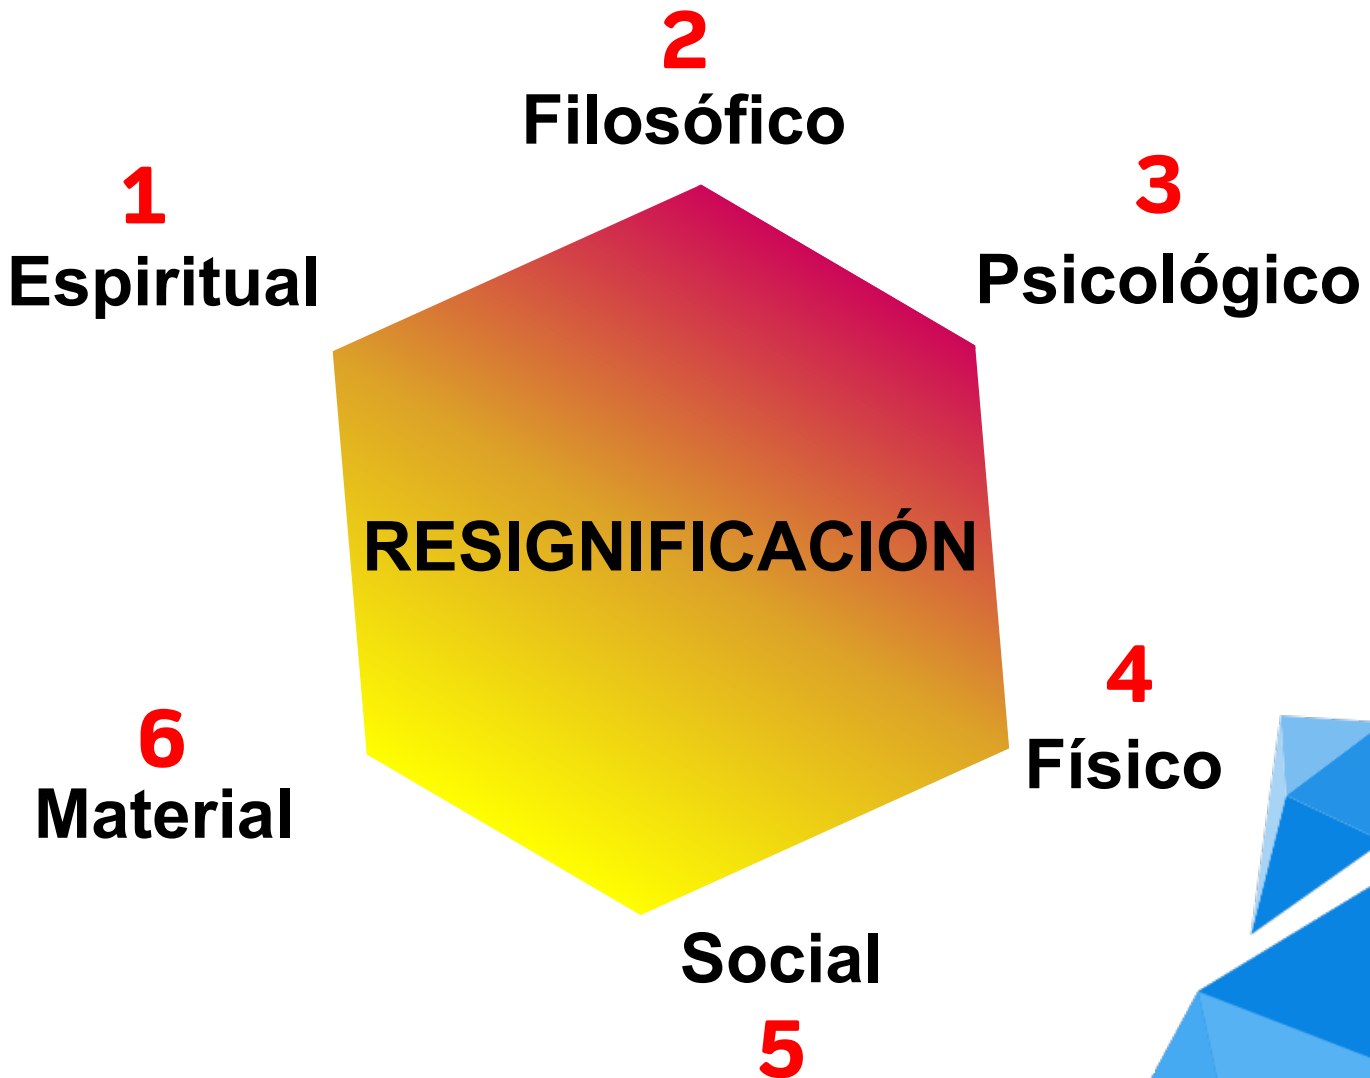 2
Filosófico
1
Espiritual
3
Psicológico
RESIGNIFICACIÓN
4
Físico
6
Material
Social
5